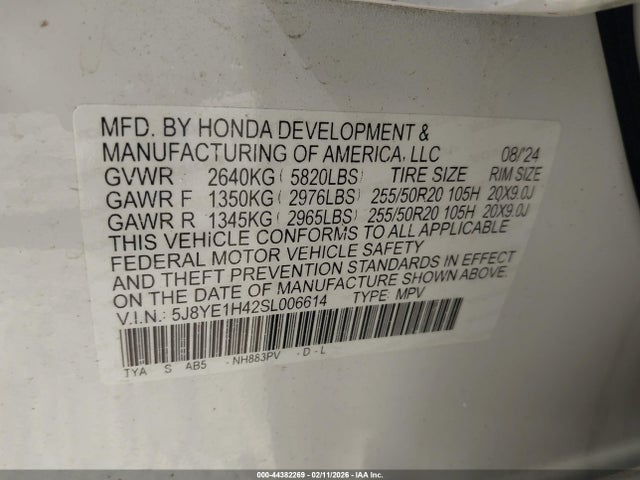 MFD. BY HONDA DEVELOPMENT &
MANUFACTURING OF AMERICA, LLC 08/'24
GVWR 2640KG ( 5820LBS) TIRE SIZE RIM SIZE
GAWR F 1350KG ( 2976LBS) 255/50R20 105H 20X9.0J
GAWR R 1345KG ( 2965LBS) 255/50R20 105H 20X9.0J
THIS VEHICLE CONFORMS TO ALL APPLICABLE
FEDERAL MOTOR VEHICLE SAFETY
AND THEFT PREVENTION STANDARDS IN EFFECT
ON THE DATE OF MANUFACTURE SHOWN ABOVE.
V.I.N.: 5J8YE1H42SL006614 TYPE: MPV
TYA S AB5 - NH883PV - D - L
000-44382269 - 02/11/2026 - IAAI.COM